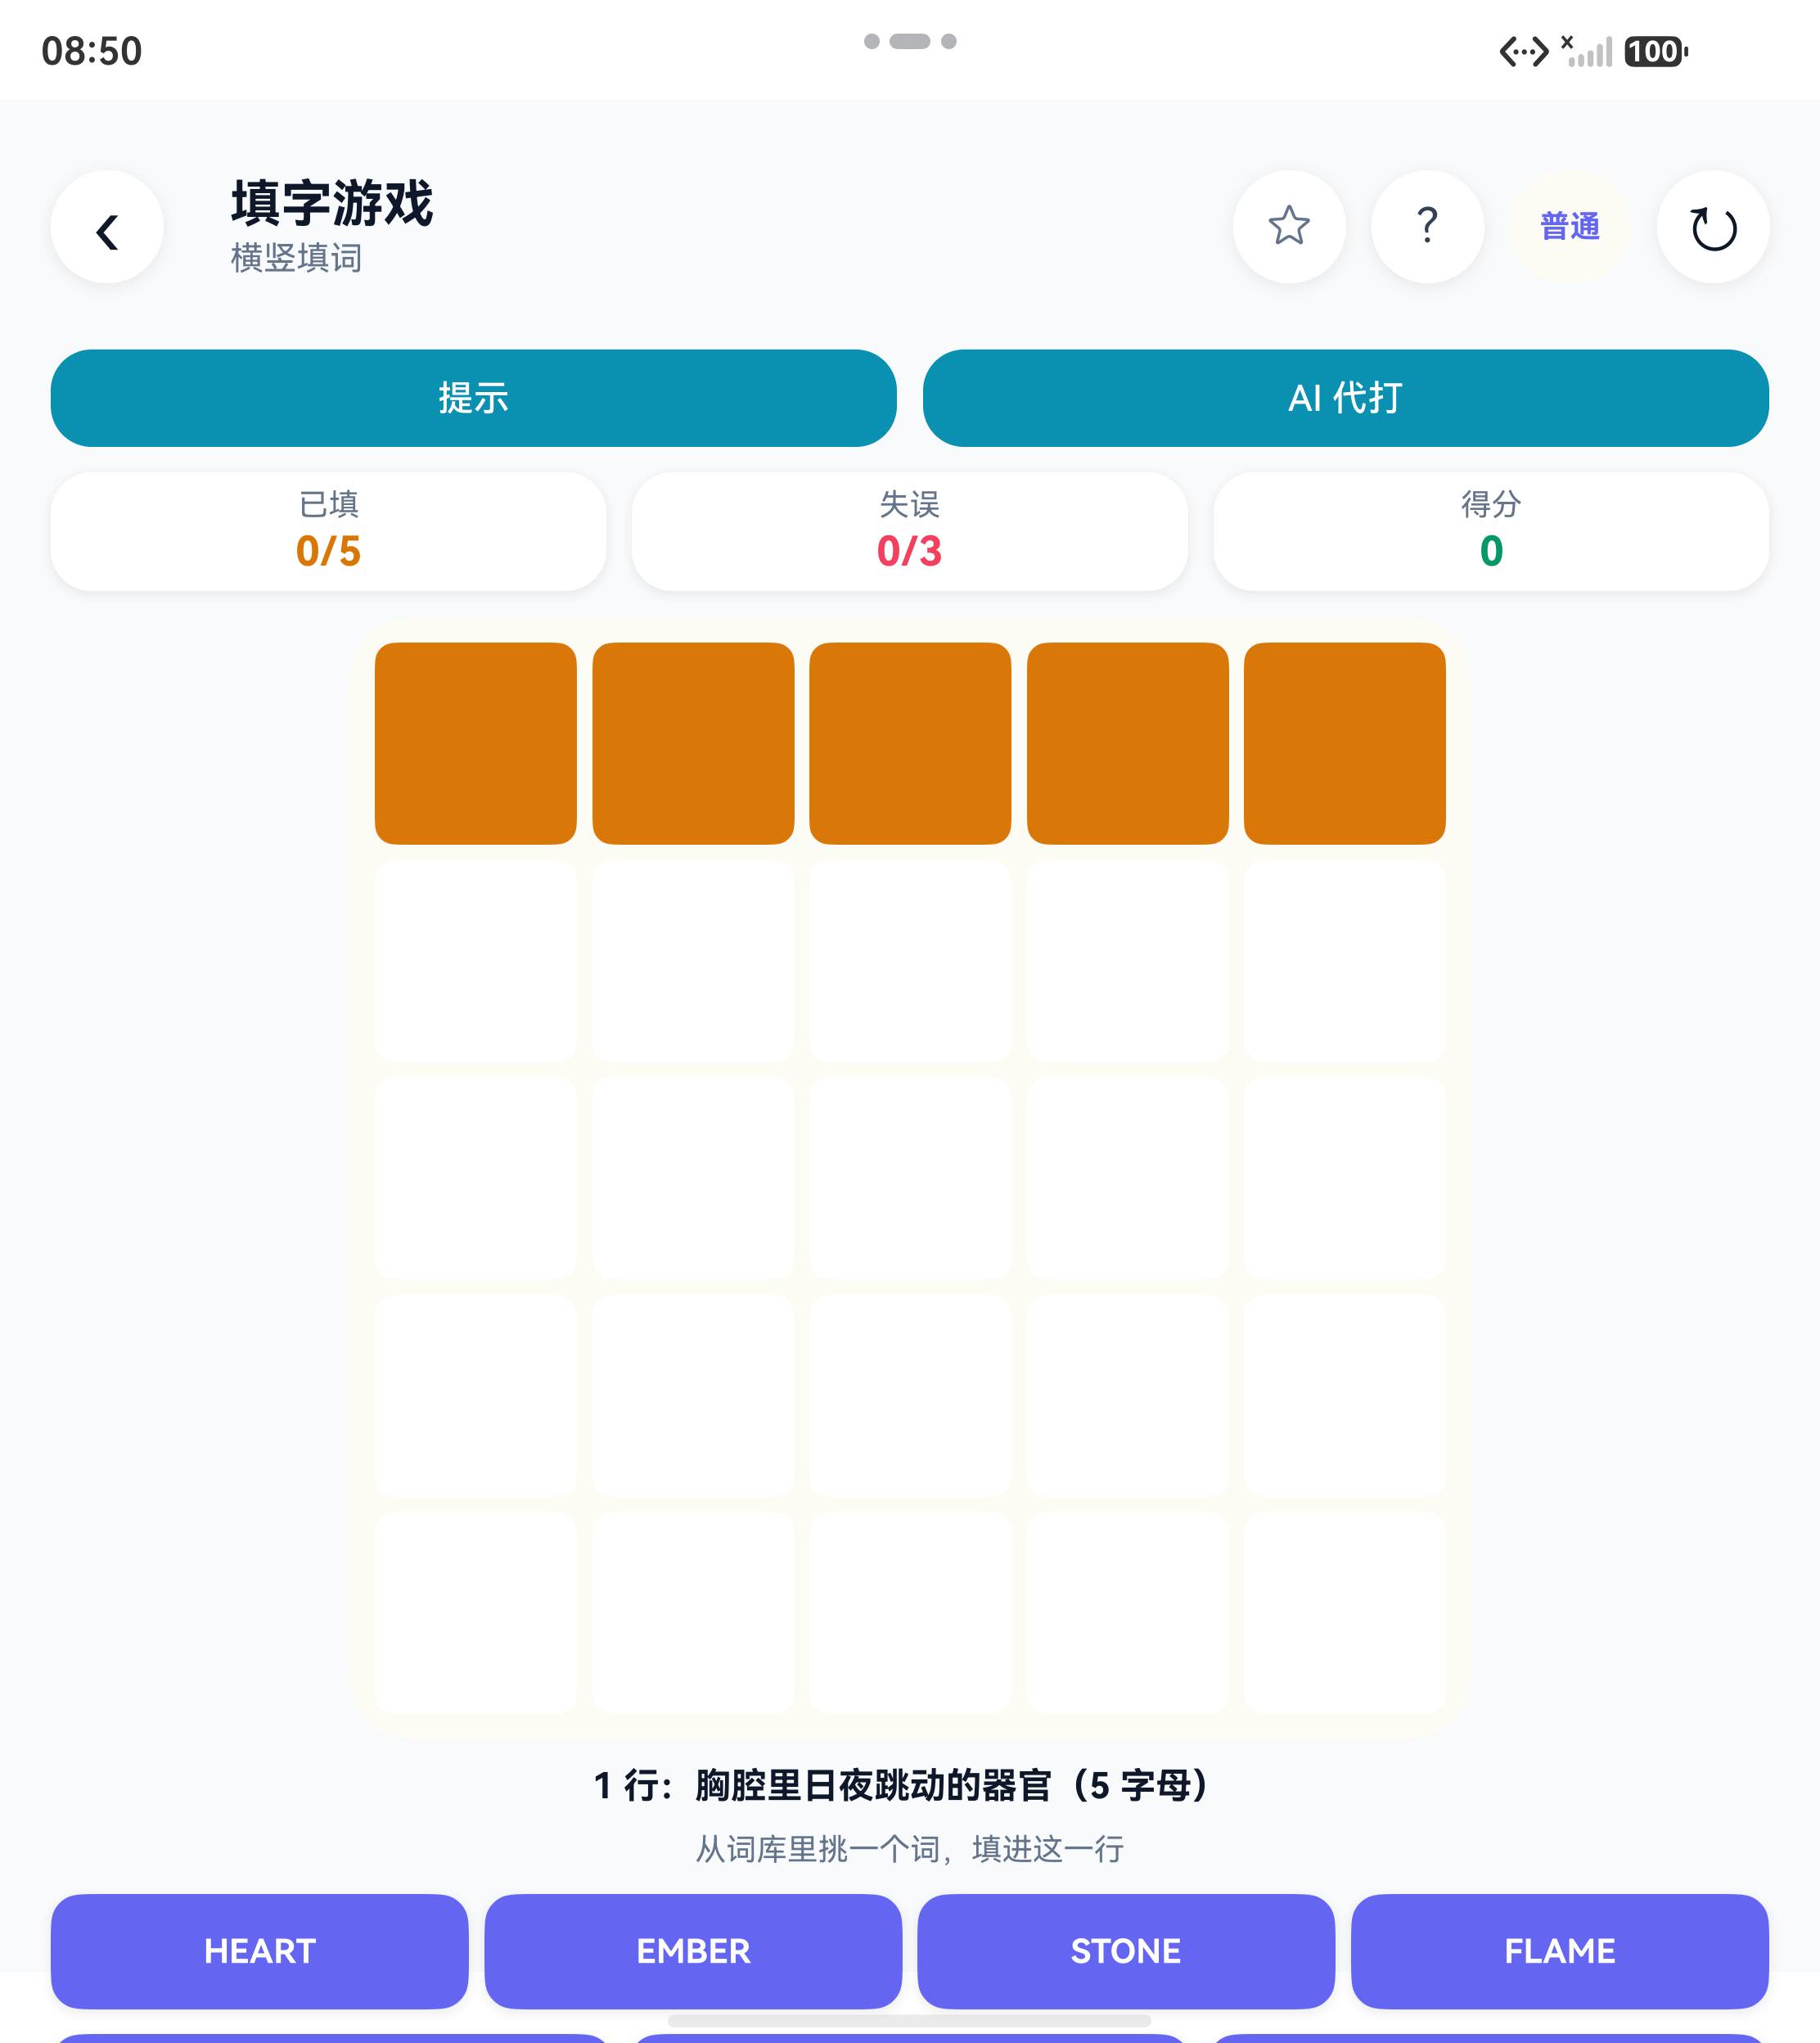 08:50
100
填字游戏
横竖填词
?
普通
提示
AI 代打
已填
失误
得分
0/5
0/3
0
1 行：胸腔里日夜跳动的器官（5 字母）
从词库里挑一个词，填进这一行
HEART
EMBER
STONE
FLAME